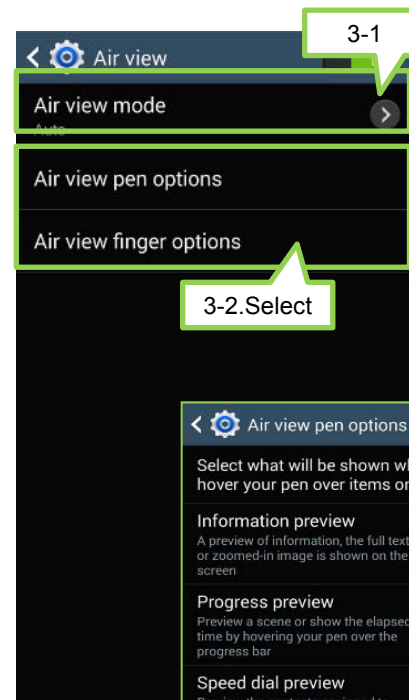 3-1
Air view
Air view mode
Auto
Air view pen options
Air view finger options
3-2.Select
Air view pen options
Select what will be shown
hover your pen over items
Information preview
A preview of information, the full text
or zoomed-in image is shown on the
screen
Progress preview
Preview a scene or show the elapsed
time by hovering your pen over the
progress bar
Speed dial preview